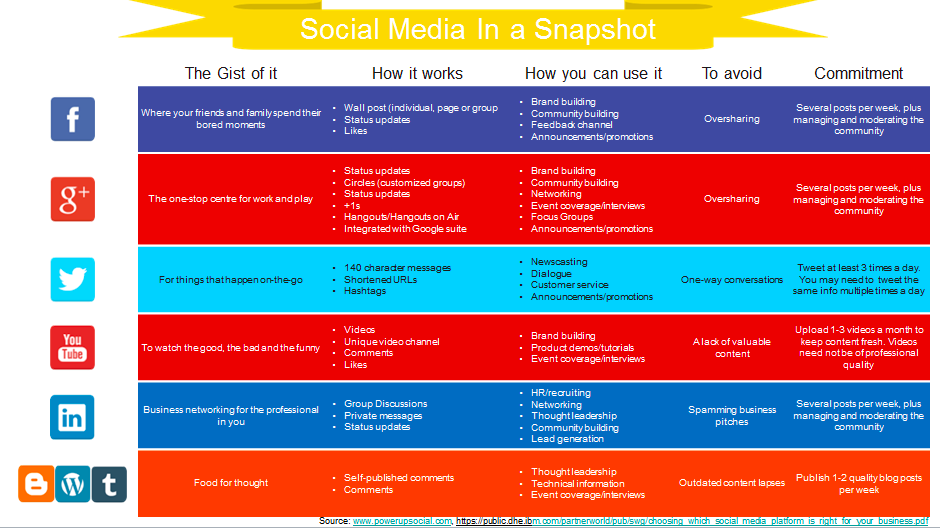 Social Media In a Snapshot
The Gist of it
How it works
How you can use it
To avoid
Commitment
f
Where your friends and family spend their
bored moments
• Wall post (individual, page or group
• Status updates
• Likes
• Brand building
• Community building
• Feedback channel
• Announcements/promotions
Oversharing
Several posts per week, plus
managing and moderating the
community
g+
The one-stop centre for work and play
• Status updates
• Circles (customized groups)
• Status updates
• +1s
• Hangouts/Hangouts on Air
• Integrated with Google suite
• Brand building
• Community building
• Networking
• Event coverage/interviews
• Focus Groups
• Announcements/promotions
Oversharing
Several posts per week, plus
managing and moderating the
community
For things that happen on-the-go
• 140 character messages
• Shortened URLs
• Hashtags
• Newscasting
• Dialogue
• Customer service
• Announcements/promotions
One-way conversations
Tweet at least 3 times a day.
You may need to tweet the
same info multiple times a day
You
Tube
To watch the good, the bad and the funny
• Videos
• Unique video channel
• Comments
• Likes
• Brand building
• Product demos/tutorials
• Event coverage/interviews
A lack of valuable
content
Upload 1-3 videos a month to
keep content fresh. Videos
need not be of professional
quality
in
Business networking for the professional
in you
• Group Discussions
• Private messages
• Status updates
• HR/recruiting
• Networking
• Thought leadership
• Community building
• Lead generation
Spamming business
pitches
Several posts per week, plus
managing and moderating the
community
B W t
Food for thought
• Self-published comments
• Comments
• Thought leadership
• Technical information
• Event coverage/interviews
Outdated content lapses
Publish 1-2 quality blog posts
per week
Source: www.powerupsocial.com, https://public.dhe.ibm.com/partnerworld/pub/swg/choosing_which_social_media_platform_is_right_for_your_business.pdf